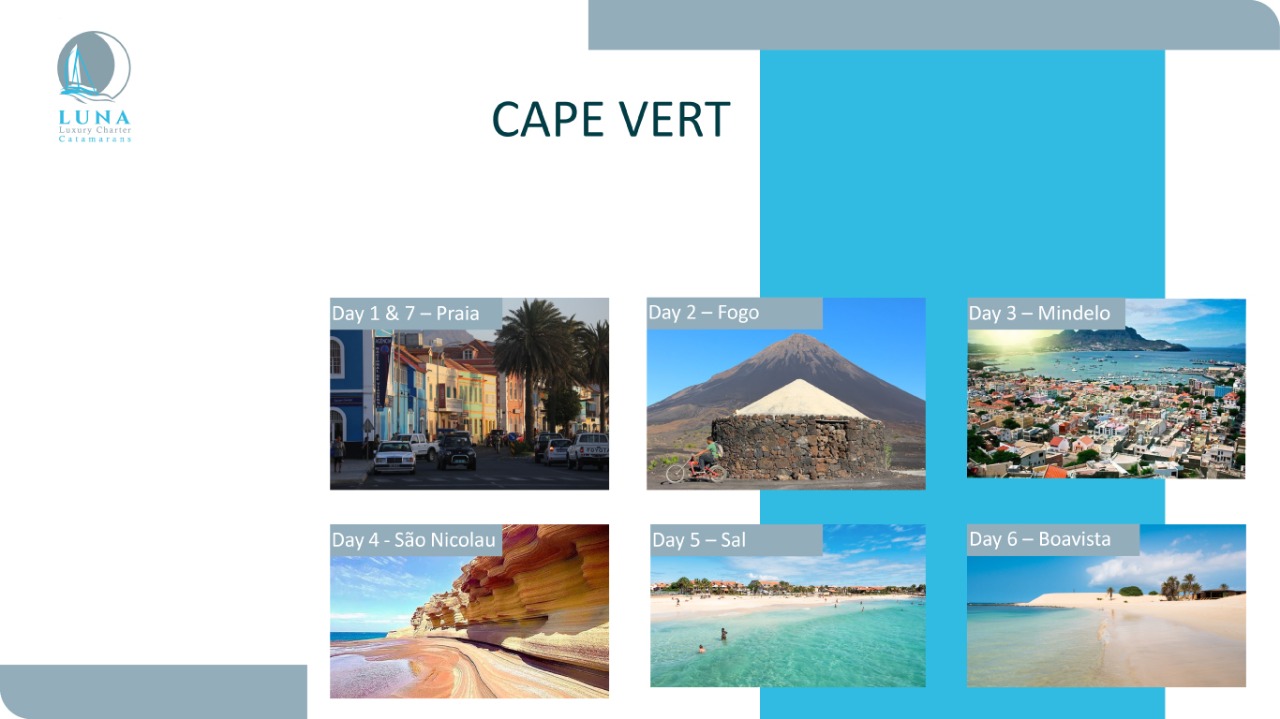 LUNA
Luxury Charter
Catamarans
CAPE VERT
Day 1 & 7 – Praia
Day 2 – Fogo
Day 3 – Mindelo
Day 4 - São Nicolau
Day 5 – Sal
Day 6 – Boavista